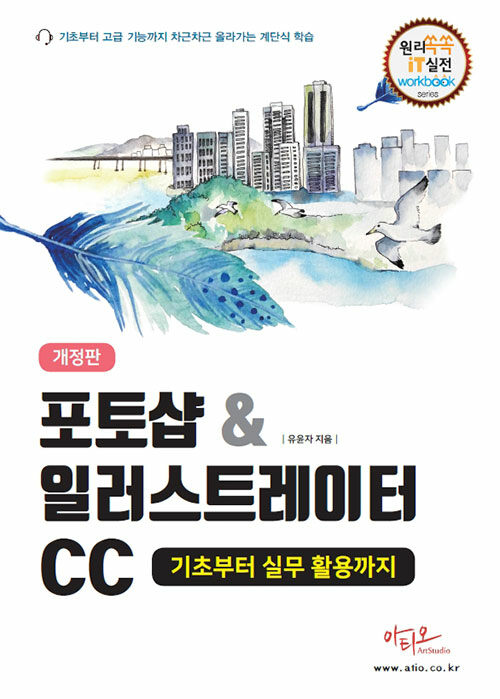 기초부터 고급 기능까지 차근차근 올라가는 계단식 학습
원리쏙쏙
iT실전
workbook
series
개정판
포토샵 &
| 유윤자 지음 |
일러스트레이터
CC 기초부터 실무 활용까지
아티오
ArtStudio
www.atio.co.kr